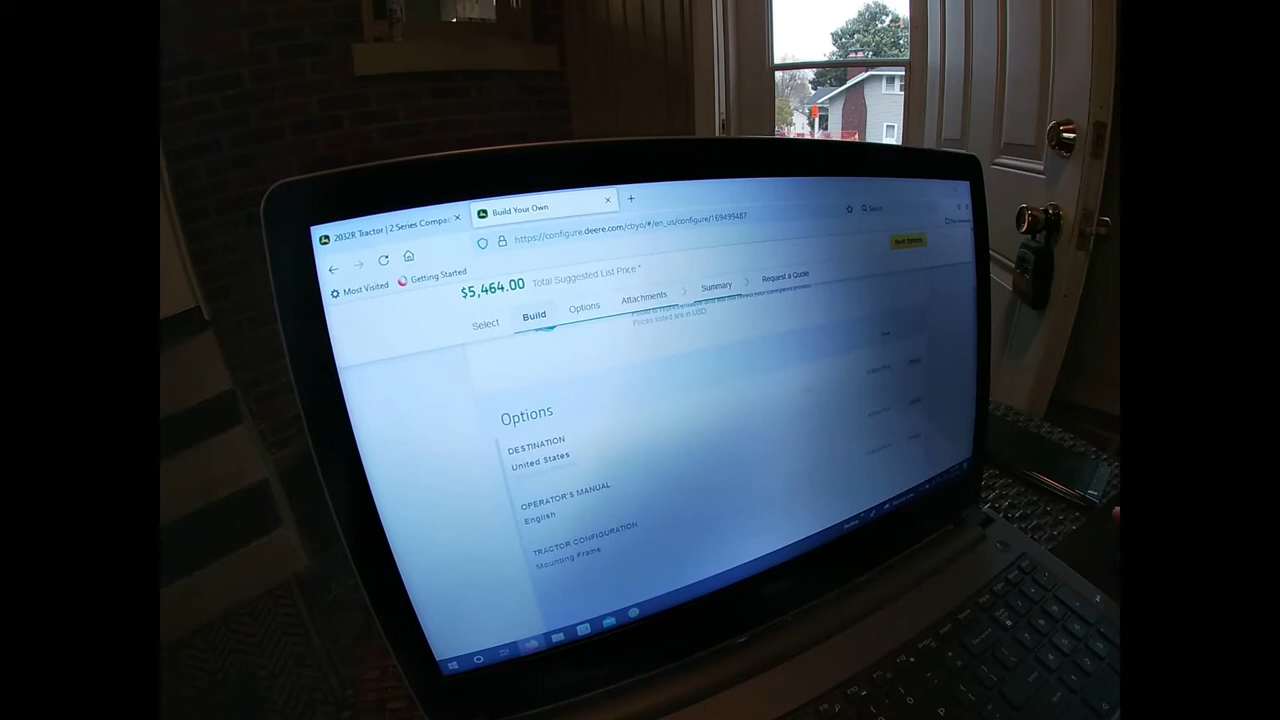 2032R Tractor | 2 Series Compac
Build Your Own
https://configure.deere.com/cbyo/#/en_us/configure/169499487
Search
Most Visited
Getting Started
$5,464.00 Total Suggested List Price *
Select
Build
Options
Attachments
Summary
Request a Quote
Prices listed are in USD
Options
DESTINATION
United States
OPERATOR'S MANUAL
English
TRACTOR CONFIGURATION
Mounting Frame